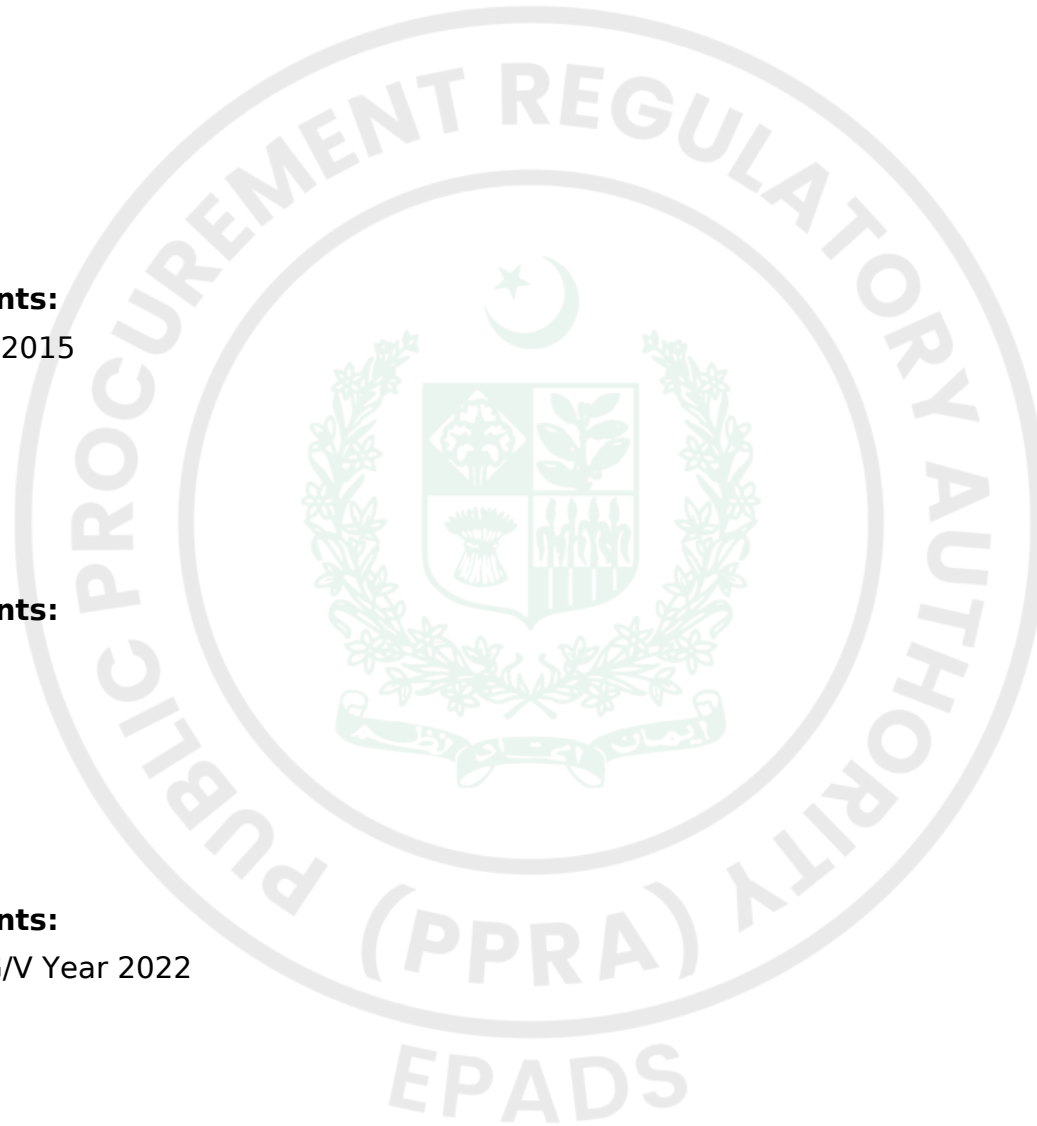 nts:
2015
nts:
nts:
/V Year 2022
PUBLIC PROCUREMENT REGULATORY AUTHORITY
(PPRA)
EPADS